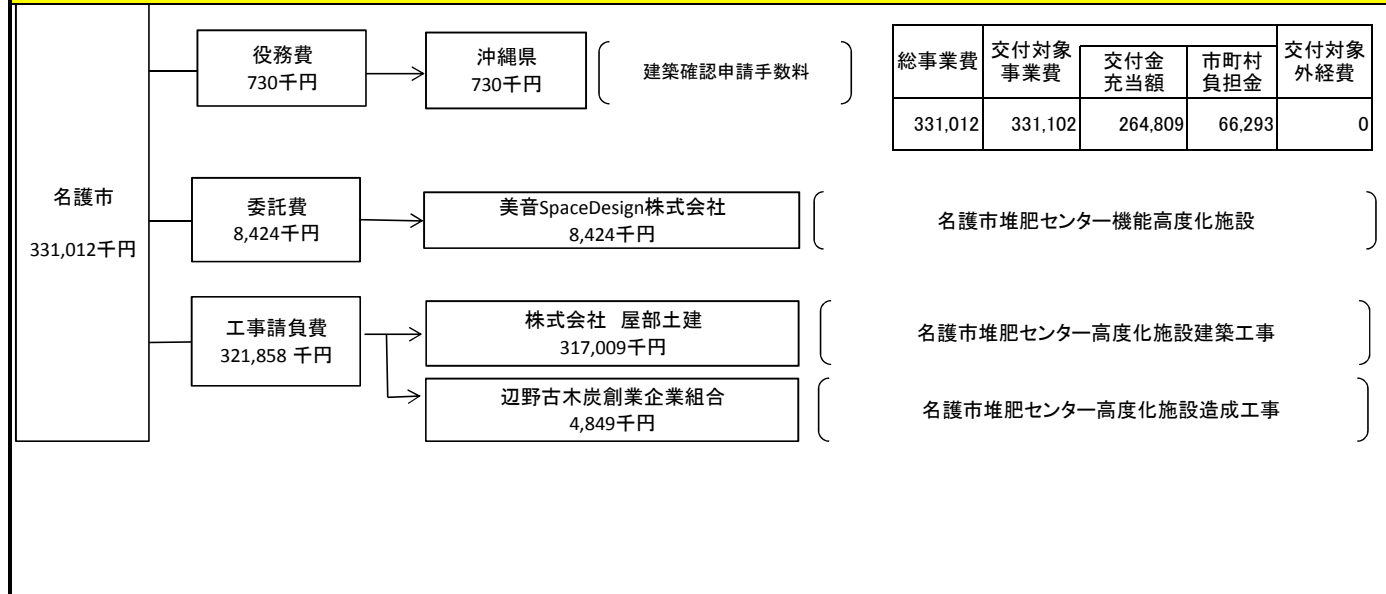 役務費
730千円
沖縄県
730千円
建築確認申請手数料
総事業費
交付対象
事業費
交付金
充当額
市町村
負担金
交付対象
外経費
331,012
331,102
264,809
66,293
0
名護市
331,012千円
委託費
8,424千円
美音SpaceDesign株式会社
8,424千円
名護市堆肥センター機能高度化施設
工事請負費
321,858 千円
株式会社　屋部土建
317,009千円
名護市堆肥センター高度化施設建築工事
辺野古木炭創業企業組合
4,849千円
名護市堆肥センター高度化施設造成工事